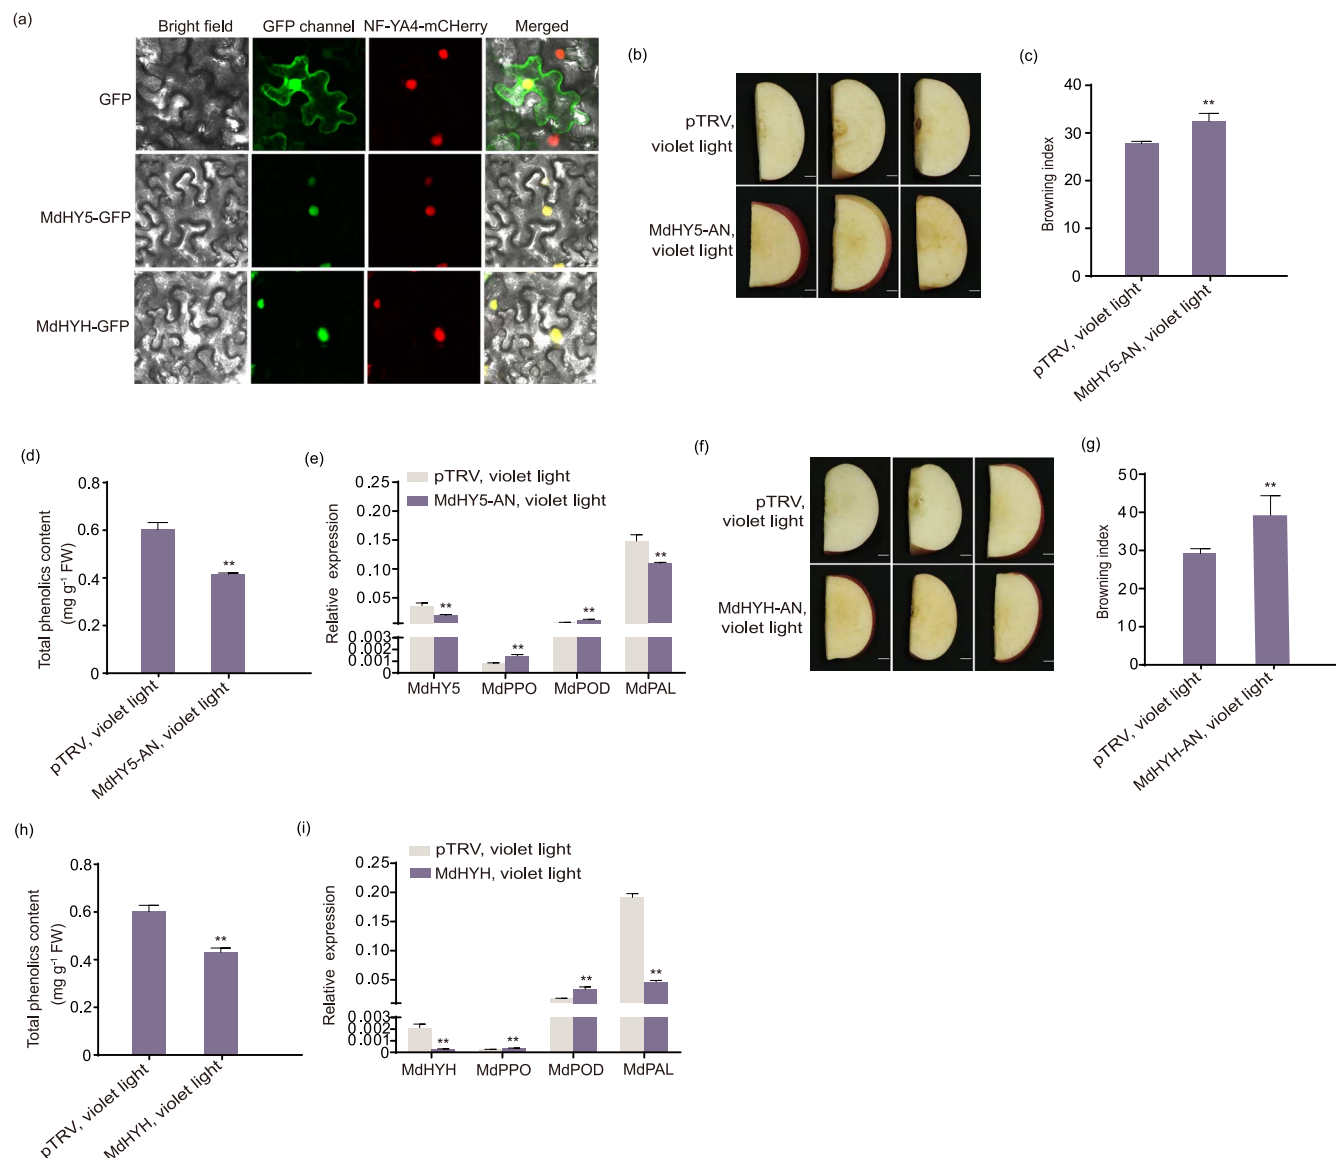 (a)
Bright field GFP channel NF-YA4-mCherry Merged
GFP
MdHY5-GFP
MdHYH-GFP
(b)
pTRV,
violet light
MdHY5-AN,
violet light
(c)
Browning index
40
30
20
10
0
**
pTRV, violet light
MdHY5-AN, violet light
(d)
Total phenolics content
(mg g⁻¹ FW)
0.8
0.6
0.4
0.2
0
**
pTRV, violet light
MdHY5-AN, violet light
(e)
pTRV, violet light
MdHY5-AN, violet light
Relative expression
0.25
0.20
0.15
0.10
0.05
0.003
0.002
0.001
0
** ** ** **
MdHY5 MdPPO MdPOD MdPAL
(f)
pTRV,
violet light
MdHYH-AN,
violet light
(g)
Browning index
50
40
30
20
10
0
**
pTRV, violet light
MdHYH-AN, violet light
(h)
Total phenolics content
(mg g⁻¹ FW)
0.8
0.6
0.4
0.2
0
**
pTRV, violet light
MdHYH, violet light
(i)
pTRV, violet light
MdHYH, violet light
Relative expression
0.25
0.20
0.15
0.10
0.05
0.003
0.002
0.001
0
** ** ** **
MdHYH MdPPO MdPOD MdPAL